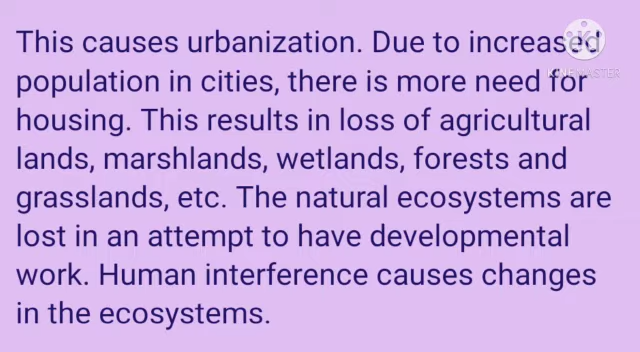 This causes urbanization. Due to increased
population in cities, there is more need for
housing. This results in loss of agricultural
lands, marshlands, wetlands, forests and
grasslands, etc. The natural ecosystems are
lost in an attempt to have developmental
work. Human interference causes changes
in the ecosystems.
KINEMASTER